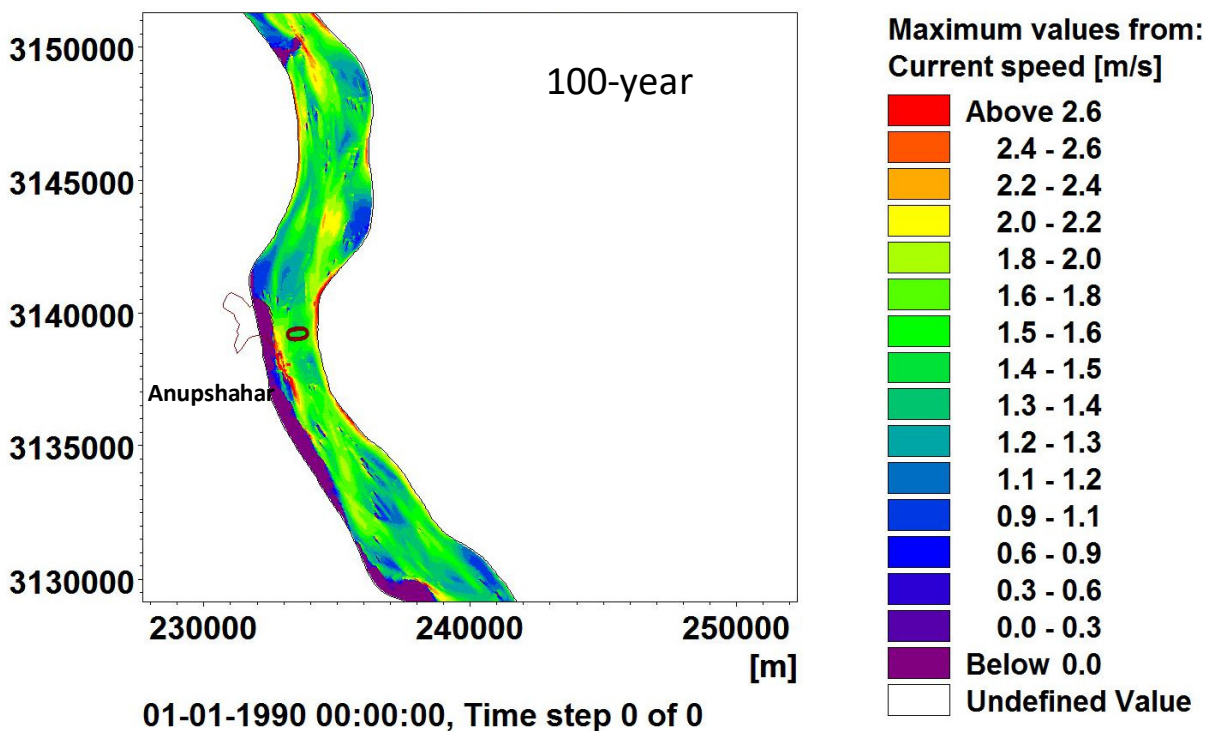 3150000
3145000
3140000
3135000
3130000
100-year
0
Anupshahar
230000 240000 250000
[m]
01-01-1990 00:00:00, Time step 0 of 0
Maximum values from:
Current speed [m/s]
Above 2.6
2.4 - 2.6
2.2 - 2.4
2.0 - 2.2
1.8 - 2.0
1.6 - 1.8
1.5 - 1.6
1.4 - 1.5
1.3 - 1.4
1.2 - 1.3
1.1 - 1.2
0.9 - 1.1
0.6 - 0.9
0.3 - 0.6
0.0 - 0.3
Below 0.0
Undefined Value